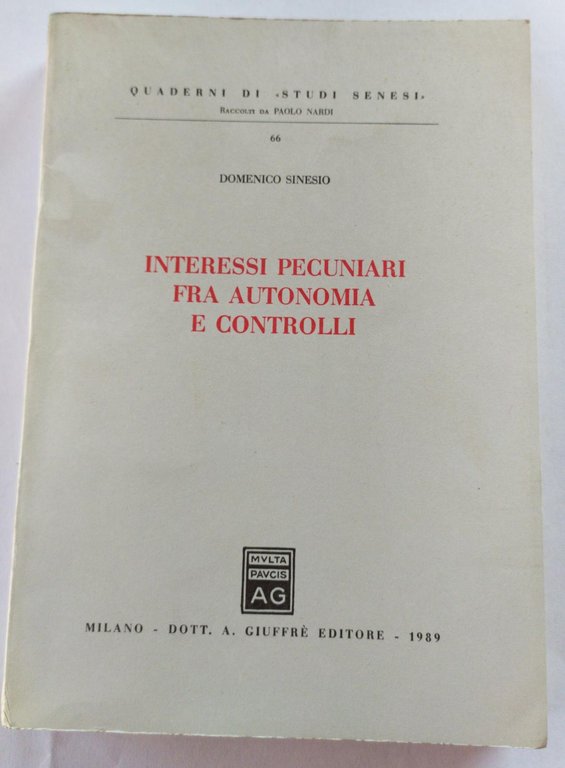 QUADERNI DI «STUDI SENESI»
RACCOLTI DA PAOLO NARDI
66
DOMENICO SINESIO
INTERESSI PECUNIARI
FRA AUTONOMIA
E CONTROLLI
MVLTA
PAVCIS
AG
MILANO - DOTT. A. GIUFFRÈ EDITORE - 1989